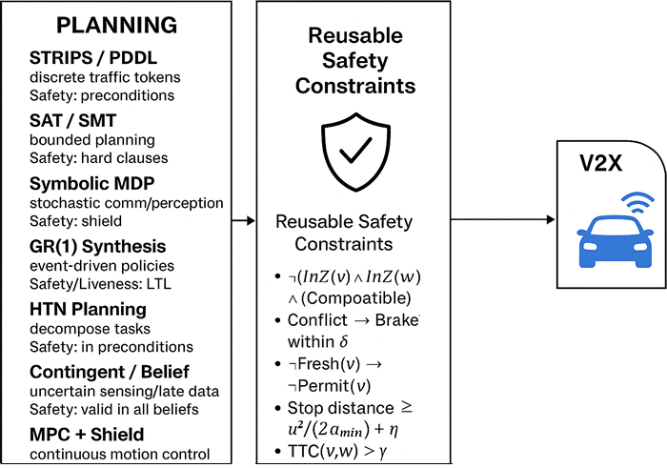 PLANNING
STRIPS / PDDL
discrete traffic tokens
Safety: preconditions
SAT / SMT
bounded planning
Safety: hard clauses
Symbolic MDP
stochastic comm/perception
Safety: shield
GR(1) Synthesis
event-driven policies
Safety/Liveness: LTL
HTN Planning
decompose tasks
Safety: in preconditions
Contingent / Belief
uncertain sensing/late data
Safety: valid in all beliefs
MPC + Shield
continuous motion control
Reusable
Safety
Constraints
Reusable Safety
Constraints
• ¬(InZ(v) ∧ InZ(w)
∧ (Compoatible)
• Conflict → Brake
within δ
• ¬Fresh(v) →
¬Permit(v)
• Stop distance ≥
u²/(2a_min) + η
• TTC(v,w) > γ
V2X